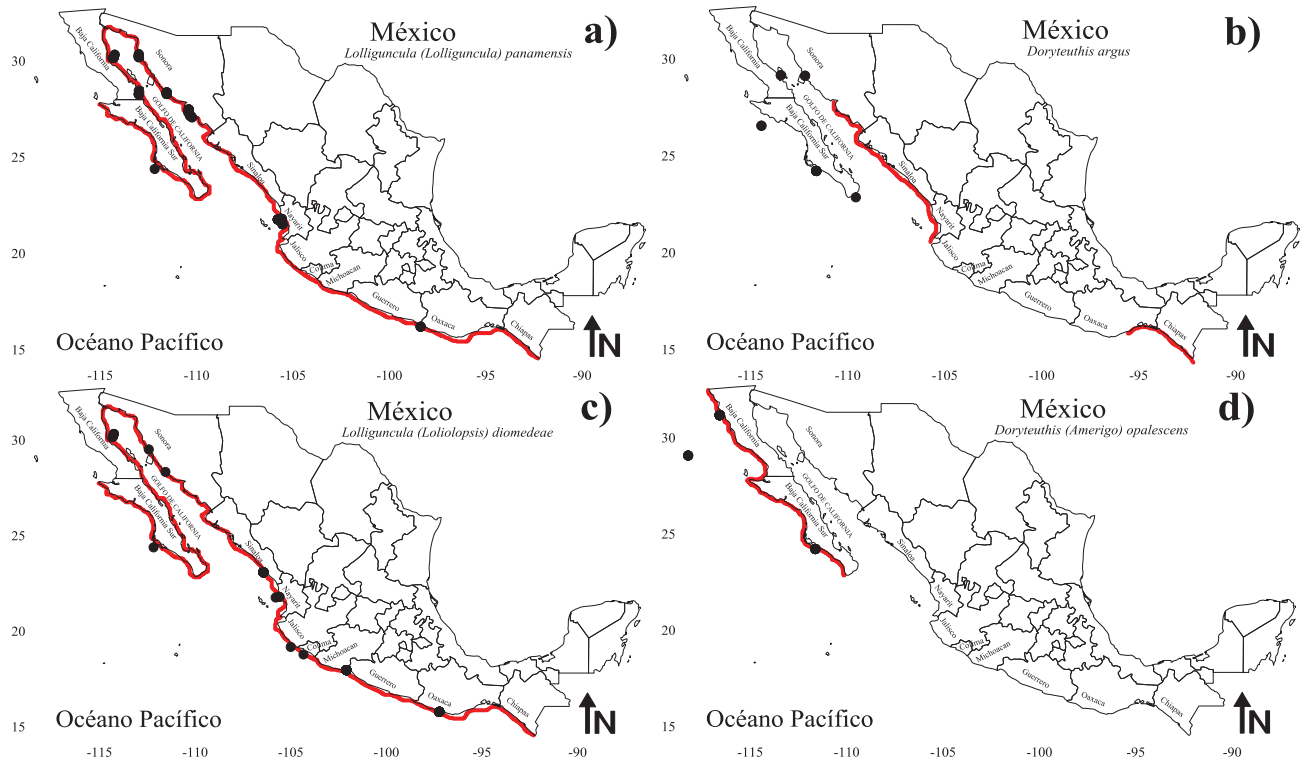 México
Lolliguncula (Lolliguncula) panamensis
a)
30
25
20
15
Baja California
Sonora
GOLFO DE CALIFORNIA
Baja California Sur
Sinaloa
Nayarit
Jalisco
Colima
Michoacan
Guerrero
Oaxaca
Chiapas
Océano Pacífico
N
-115
-110
-105
-100
-95
-90
México
Doryteuthis argus
b)
30
25
20
15
Baja California
Sonora
GOLFO DE CALIFORNIA
Baja California Sur
Sinaloa
Nayarit
Jalisco
Colima
Michoacan
Guerrero
Oaxaca
Chiapas
Océano Pacífico
N
-115
-110
-105
-100
-95
-90
México
Lolliguncula (Loliolopsis) diomedeae
c)
30
25
20
15
Baja California
Sonora
GOLFO DE CALIFORNIA
Baja California Sur
Sinaloa
Nayarit
Jalisco
Colima
Michoacan
Guerrero
Oaxaca
Chiapas
Océano Pacífico
N
-115
-110
-105
-100
-95
-90
México
Doryteuthis (Amerigo) opalescens
d)
30
25
20
15
Baja California
Sonora
GOLFO DE CALIFORNIA
Baja California Sur
Sinaloa
Nayarit
Jalisco
Colima
Michoacan
Guerrero
Oaxaca
Chiapas
Océano Pacífico
N
-115
-110
-105
-100
-95
-90